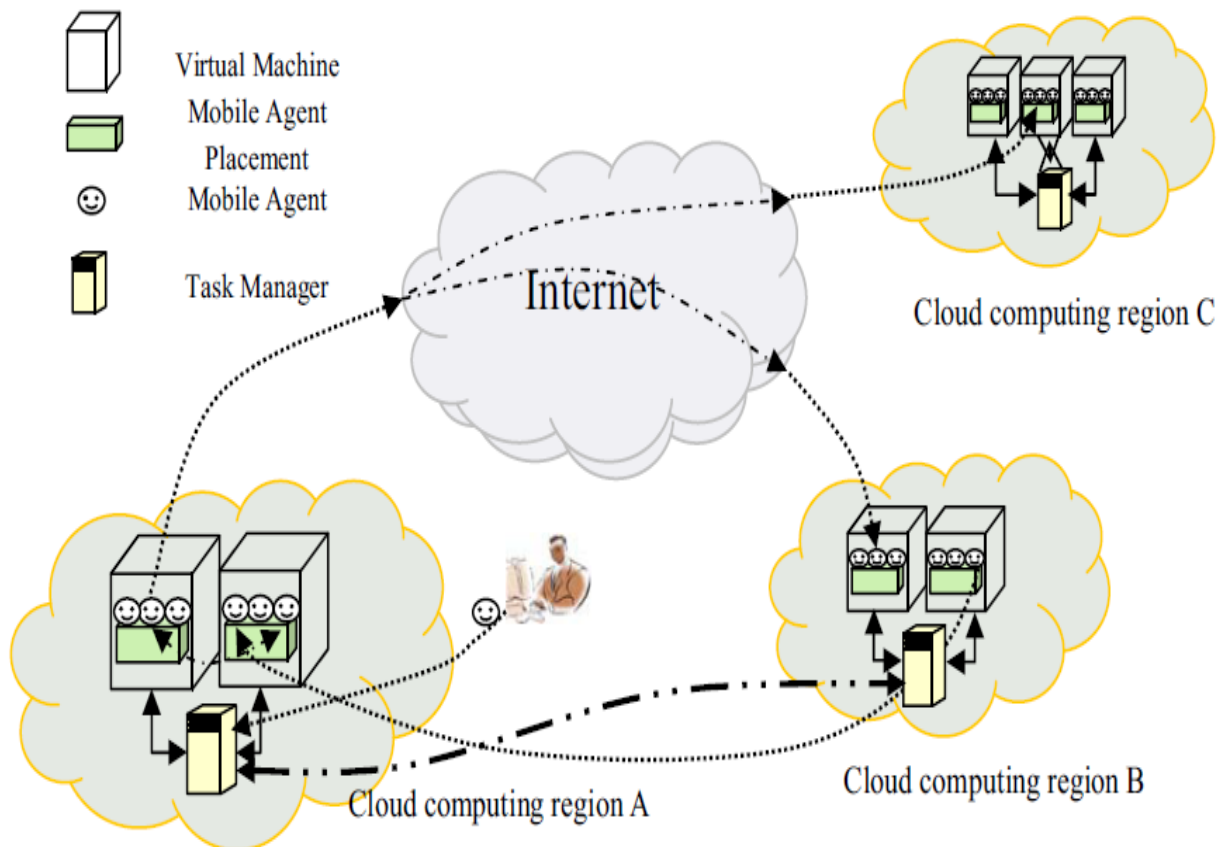 Virtual Machine
Mobile Agent
Placement
Mobile Agent
Task Manager
Internet
Cloud computing region C
Cloud computing region A
Cloud computing region B